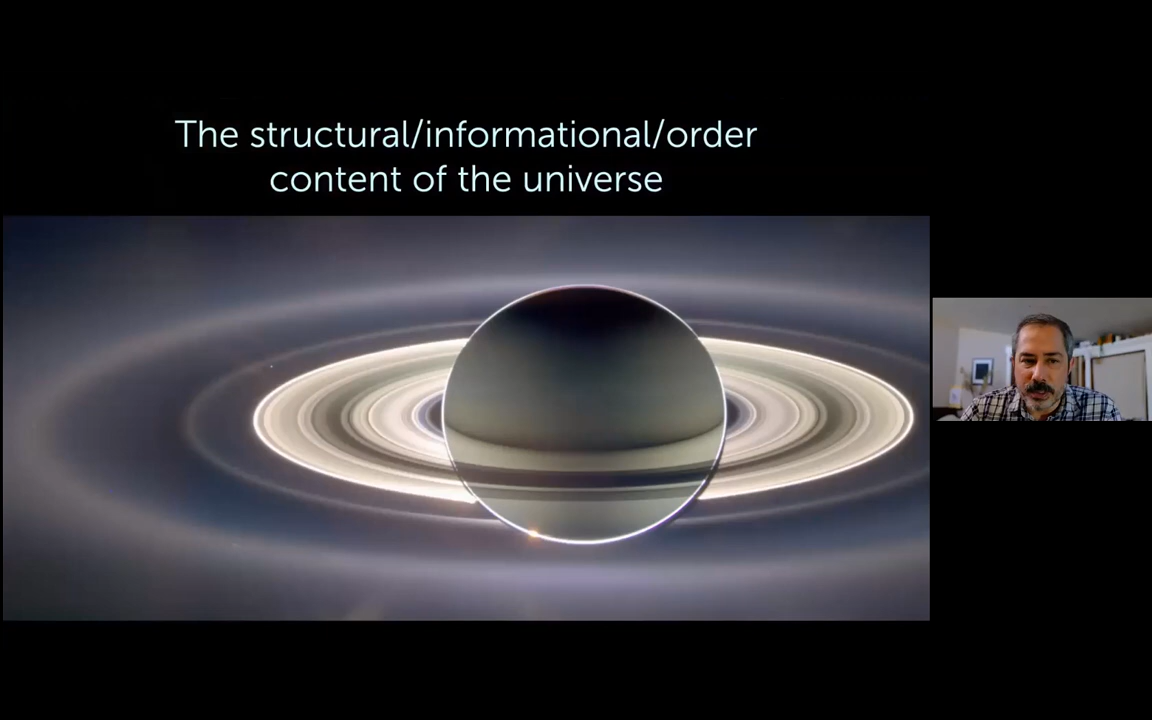 The structural/informational/order
content of the universe